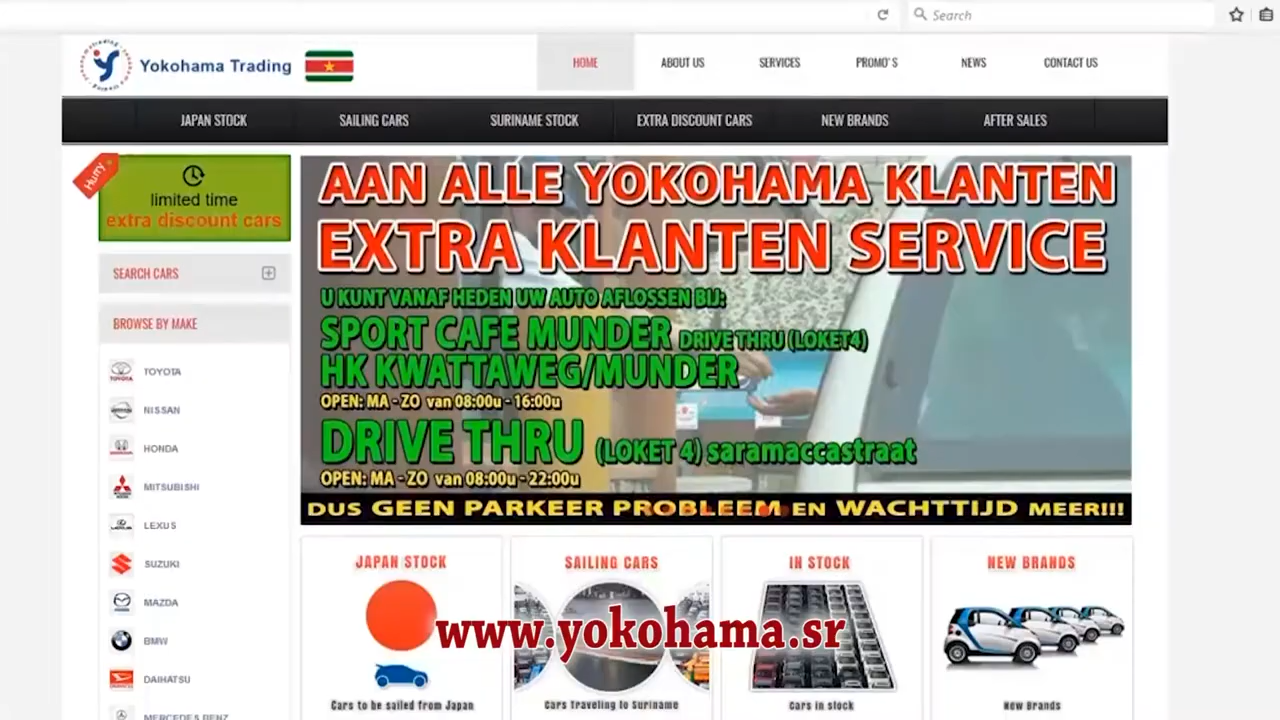 Search
Yokohama Trading
HOME
ABOUT US
SERVICES
PROMO'S
NEWS
CONTACT US
JAPAN STOCK
SAILING CARS
SURINAME STOCK
EXTRA DISCOUNT CARS
NEW BRANDS
AFTER SALES
Hurry
limited time
extra discount cars
SEARCH CARS
BROWSE BY MAKE
TOYOTA
NISSAN
HONDA
MITSUBISHI
LEXUS
SUZUKI
MAZDA
BMW
DAIHATSU
MERCEDES BENZ
AAN ALLE YOKOHAMA KLANTEN
EXTRA KLANTEN SERVICE
U KUNT VANAF HEDEN UW AUTO AFLOSSEN BIJ:
SPORT CAFE MUNDER DRIVE THRU (LOKET4)
HK KWATTAWEG/MUNDER
OPEN: MA - ZO van 08:00u - 16:00u
DRIVE THRU (LOKET 4) saramaccastraat
OPEN: MA - ZO van 08:00u - 22:00u
DUS GEEN PARKEER PROBLEEM EN WACHTTIJD MEER!!!
JAPAN STOCK
SAILING CARS
IN STOCK
NEW BRANDS
www.yokohama.sr
Cars to be sailed from Japan
Cars Traveling to Suriname
Cars in stock
New Brands